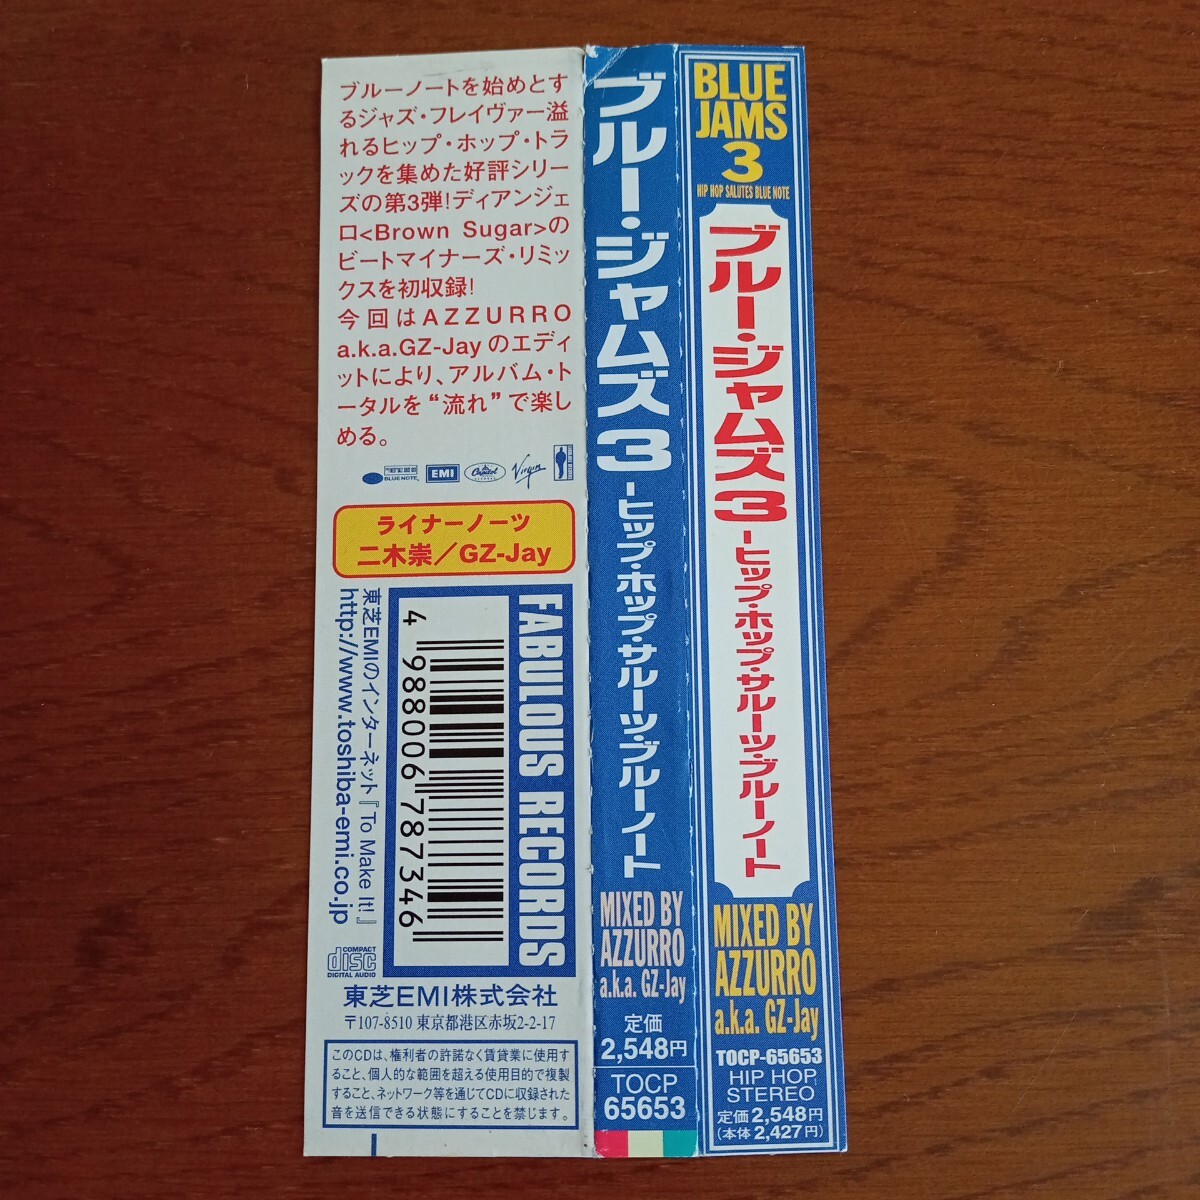 ブルーノートを始めとす
るジャズ・フレイヴァー溢
れるヒップ・ホップ・トラ
ックを集めた好評シリー
ズの第3弾!ディアンジェ
ロ<Brown Sugar>の
ビートマイナーズ・リミッ
クスを初収録!
今回はAZZURRO
a.k.a.GZ-Jayのエディ
ットにより、アルバム・ト
ータルを“流れ”で楽し
める。
BLUE NOTE
EMI
Capitol
RECORDS
Virgin
ライナーノーツ
二木崇/GZ-Jay
東芝EMIのインターネット『To Make It!』
http://www.toshiba-emi.co.jp
4 988006 787346
FABULOUS RECORDS
COMPACT
disc
DIGITAL AUDIO
東芝EMI株式会社
〒107-8510 東京都港区赤坂2-2-17
このCDは、権利者の許諾なく賃貸業に使用す
ること、個人的な範囲を超える使用目的で複製
すること、ネットワーク等を通じてCDに収録された
音を送信できる状態にすることを禁じます。
ブルー・ジャムズ3
-ヒップ・ホップ・サルーツ・ブルーノート
MIXED BY
AZZURRO
a.k.a. GZ-Jay
定価
2,548円
TOCP
65653
BLUE
JAMS
3
HIP HOP SALUTES BLUE NOTE
ブルー・ジャムズ3
-ヒップ・ホップ・サルーツ・ブルーノート
MIXED BY
AZZURRO
a.k.a. GZ-Jay
TOCP-65653
HIP HOP
STEREO
定価2,548円
(本体2,427円)